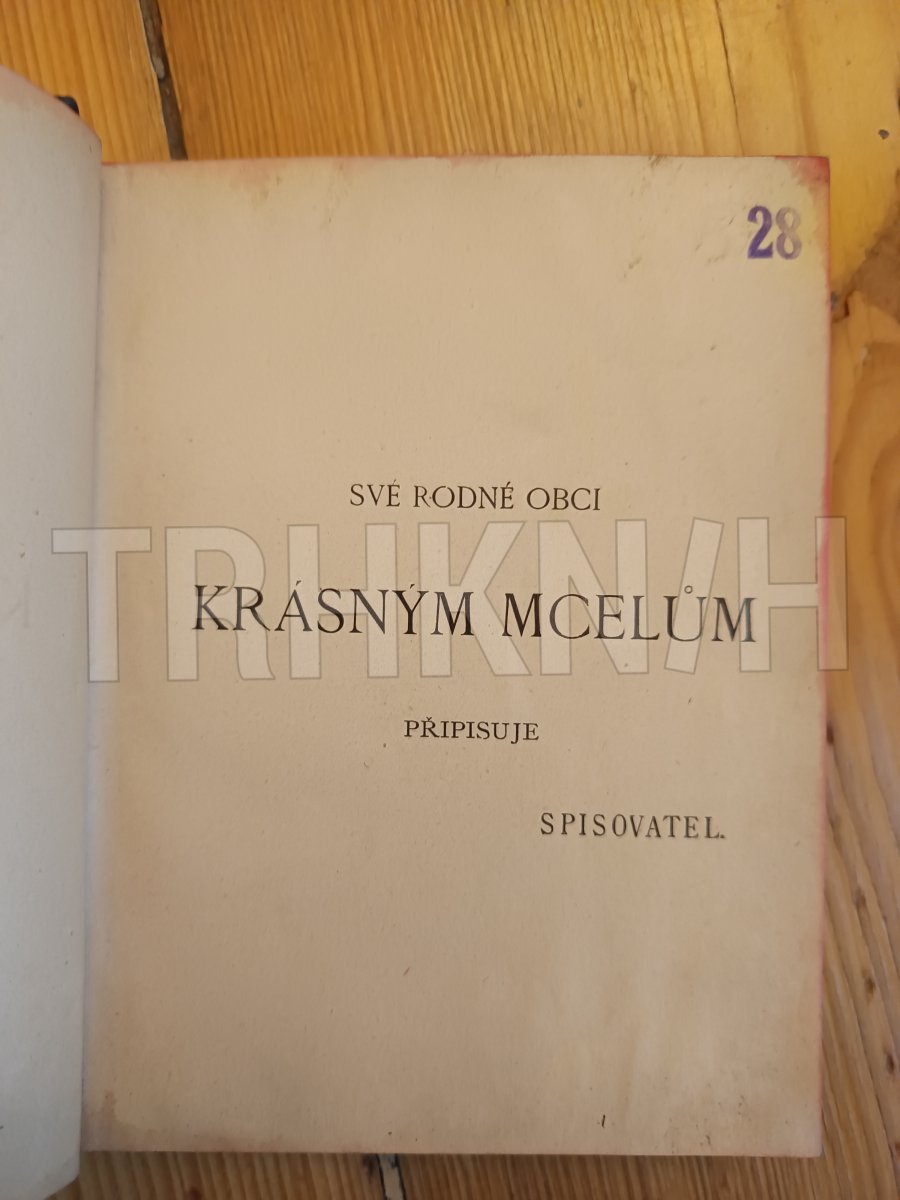 28
SVÉ RODNÉ OBCI
TRHKNIH
KRÁSNÝM MCELŮM
PŘIPISUJE
SPISOVATEL.